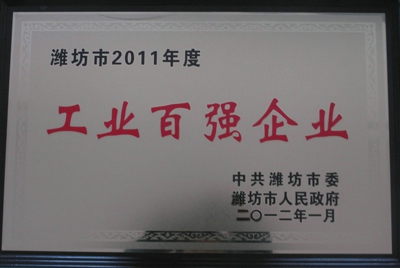 潍坊市2011年度
工业百强企业
中共潍坊市委
潍坊市人民政府
二〇一二年一月